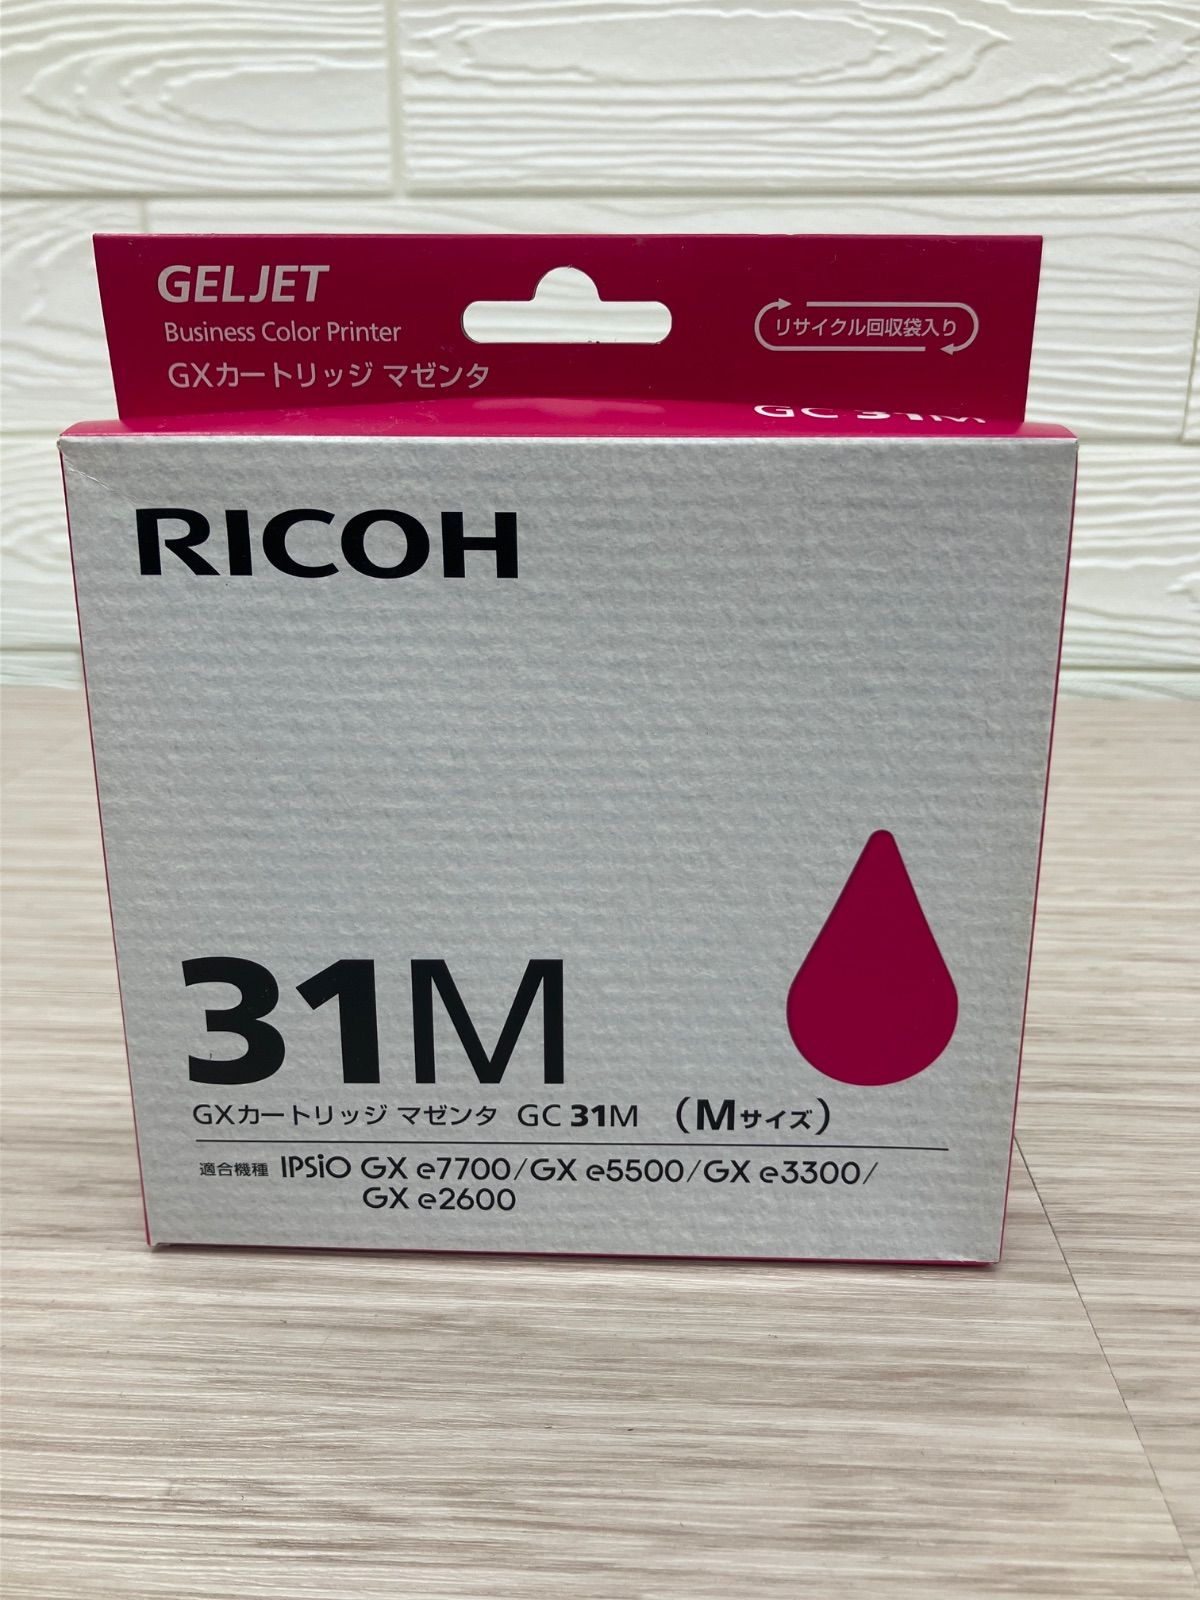 GELJET
Business Color Printer
GXカートリッジ マゼンタ
リサイクル回収袋入り
GC 31M
RICOH
31M
GXカートリッジ マゼンタ GC 31M (Mサイズ)
適合機種 IPSiO GX e7700/GX e5500/GX e3300/
GX e2600